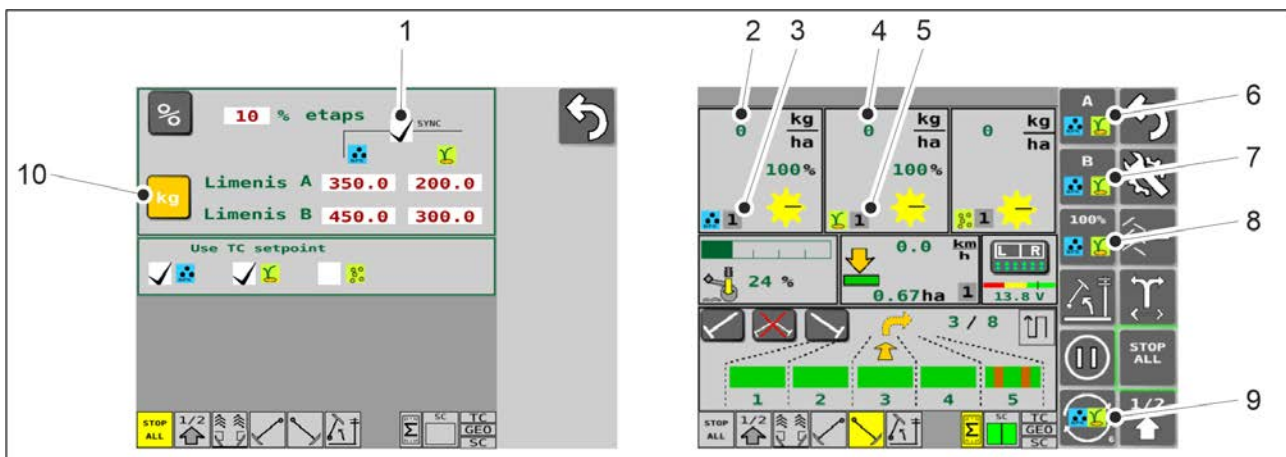 1
2
3
4
5
6
7
8
9
10
%
10 % etaps
SYNC
kg
Limenis A 350.0 200.0
Limenis B 450.0 300.0
Use TC setpoint
STOP ALL
1/2
Σ
SC
TC
GEO
SC
0 kg/ha
100%
1
0 kg/ha
100%
1
0 kg/ha
1
24 %
0.0 km/h
0.67ha 1
L R
13.8 V
3 / 8
1 2 3 4 5
STOP ALL
1/2
Σ
SC
TC
GEO
SC
A
B
100%
STOP ALL
1/2